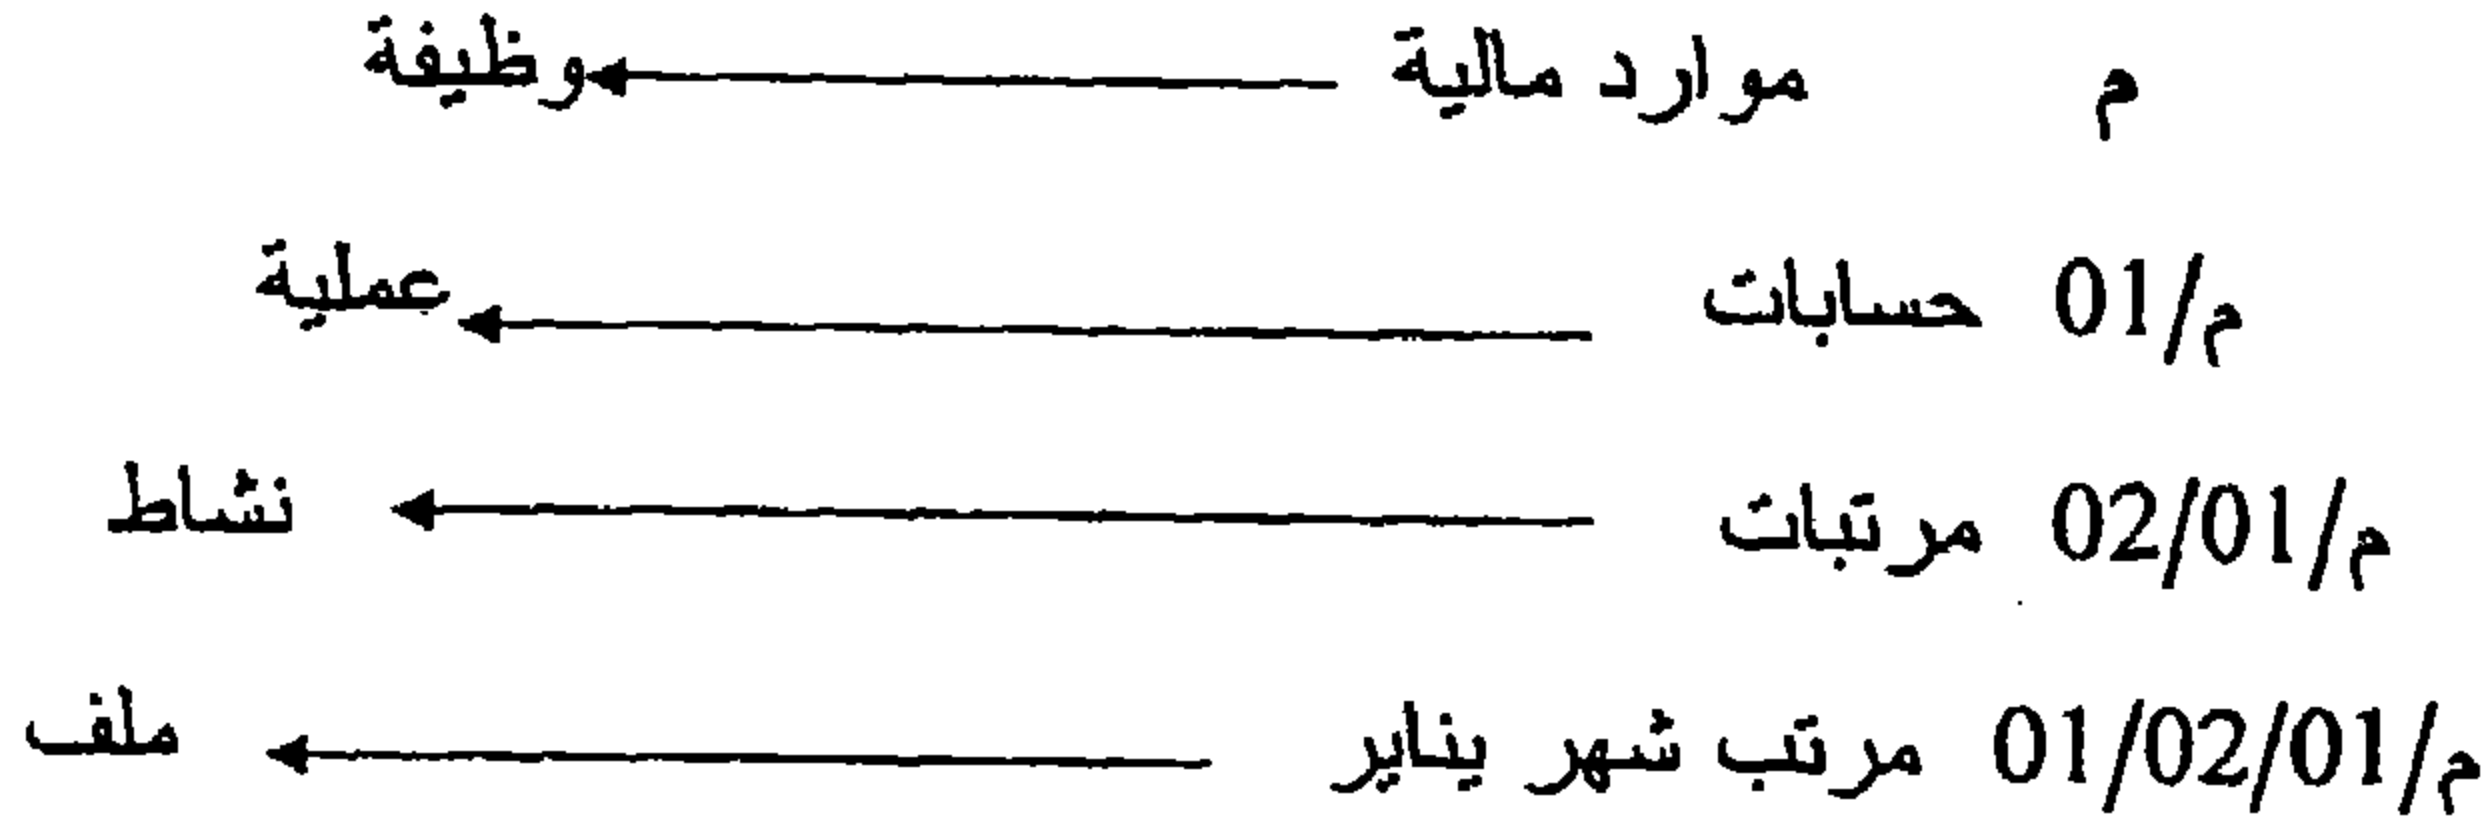 م موارد مالية وظيفة
م/01 حسابات عملية
م/02/01 مرتبات نشاط
م/01/02/01 مرتب شهر يناير ملف